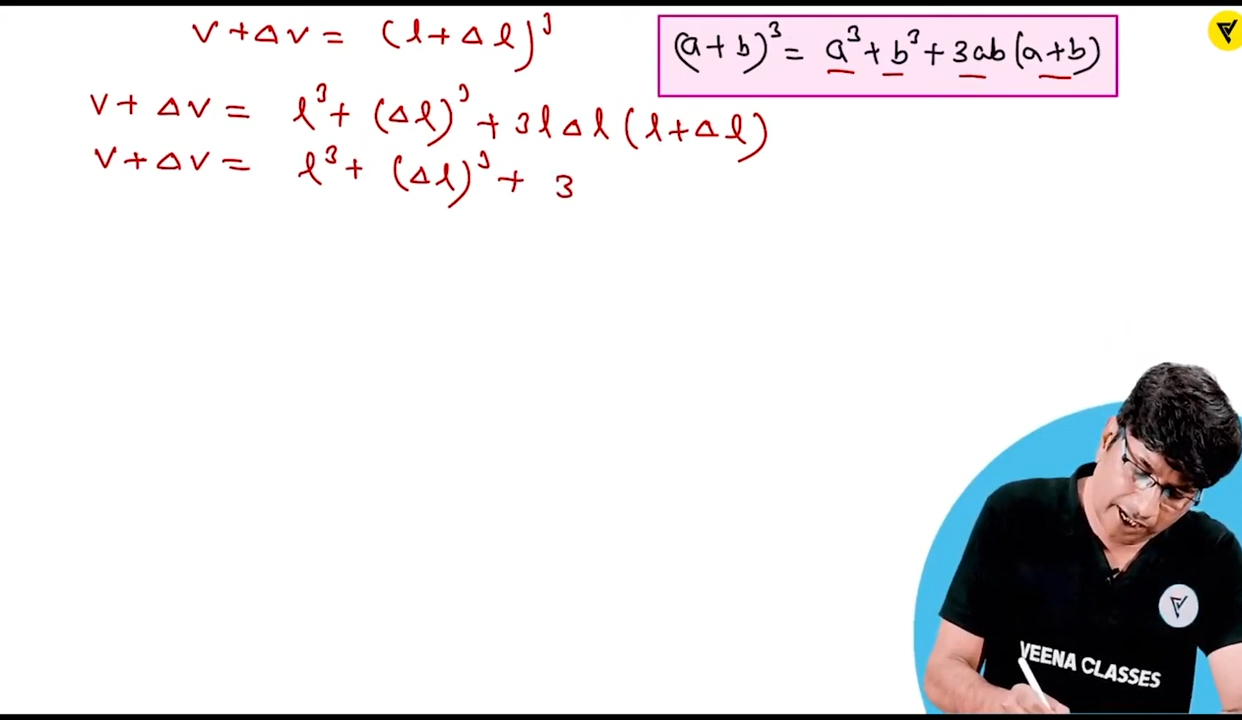 v + Δv = (l + Δl)³
(a + b)³ = a³ + b³ + 3ab(a + b)
v + Δv = l³ + (Δl)³ + 3lΔl(l + Δl)
v + Δv = l³ + (Δl)³ + 3
VEENA CLASSES